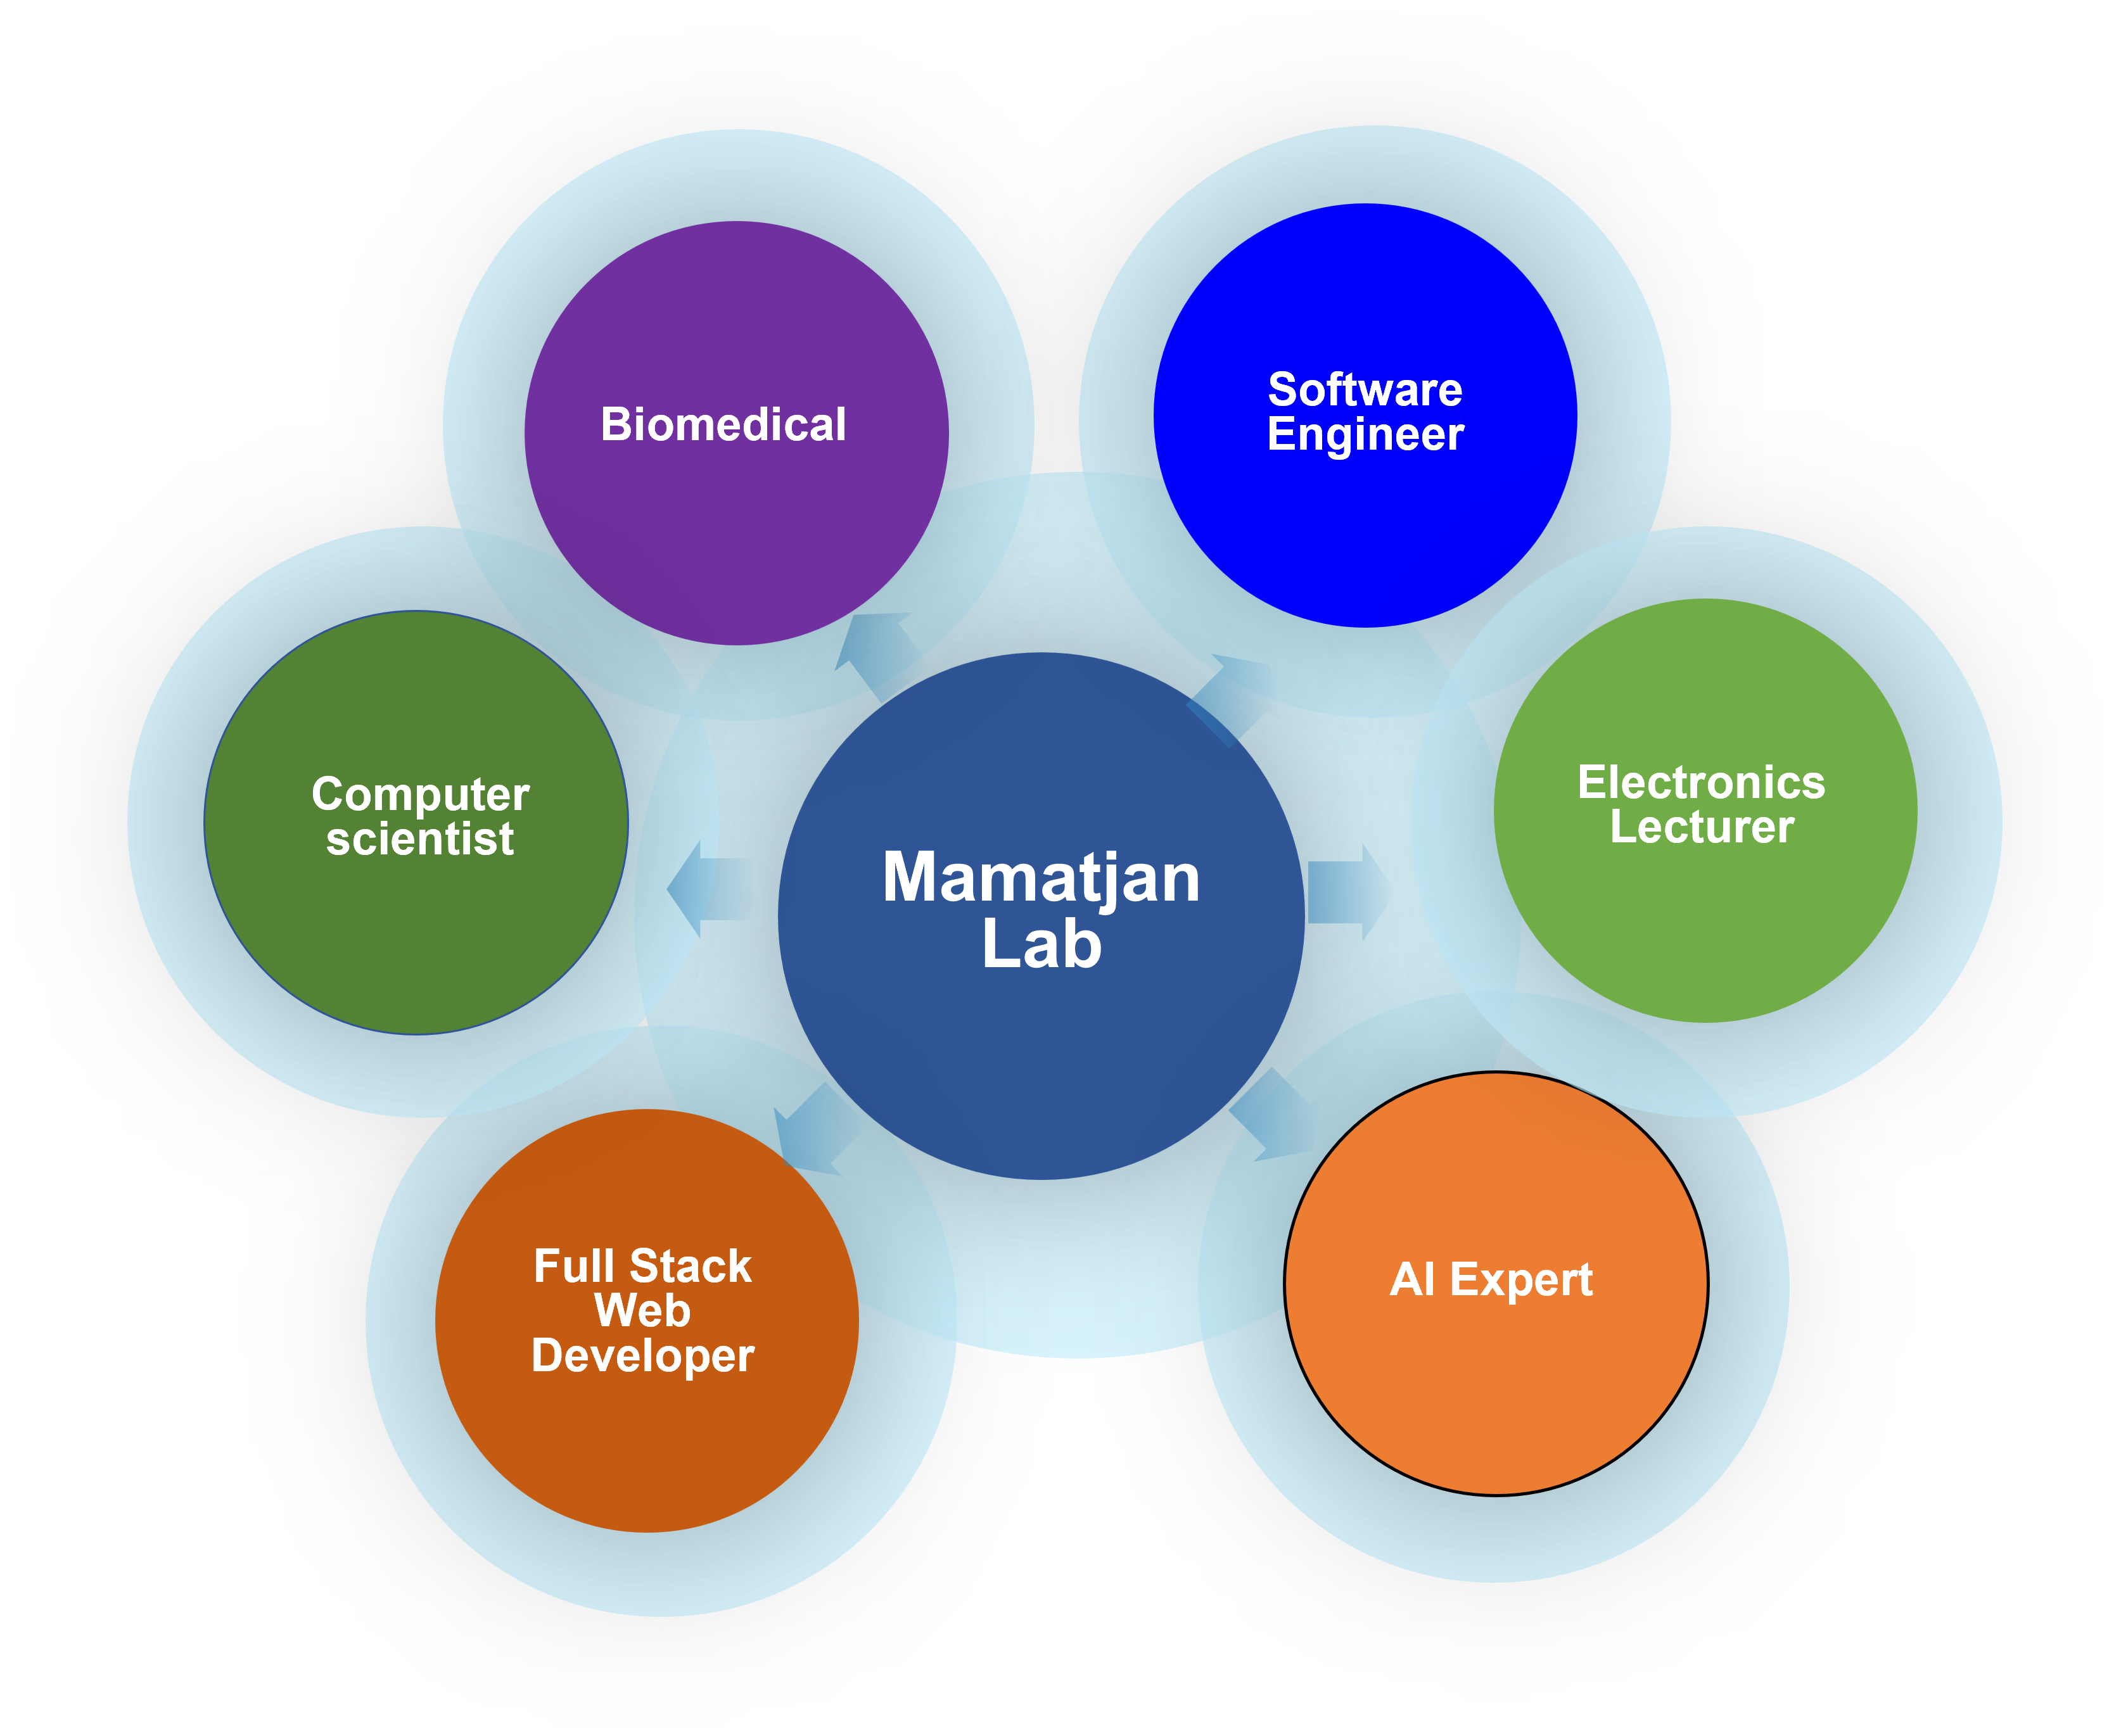 Biomedical
Software
Engineer
Computer
scientist
Electronics
Lecturer
Mamatjan
Lab
Full Stack
Web
Developer
AI Expert